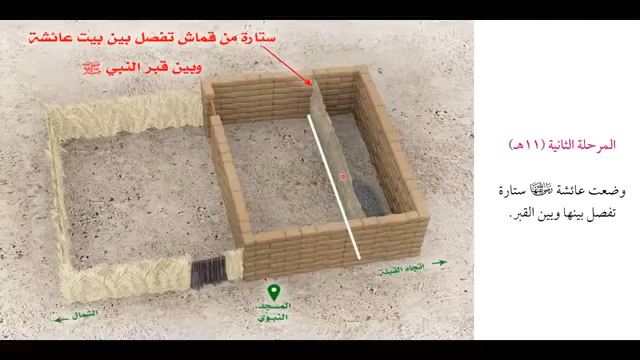 ستارة من قماش تفصل بين بيت عائشة
وبين قبر النبي ﷺ
المرحلة الثانية (١١هـ)
وضعت عائشة رضي الله عنها ستارة
تفصل بينها وبين القبر.
اتجاه القبلة
المسجد
النبوي
الشمال